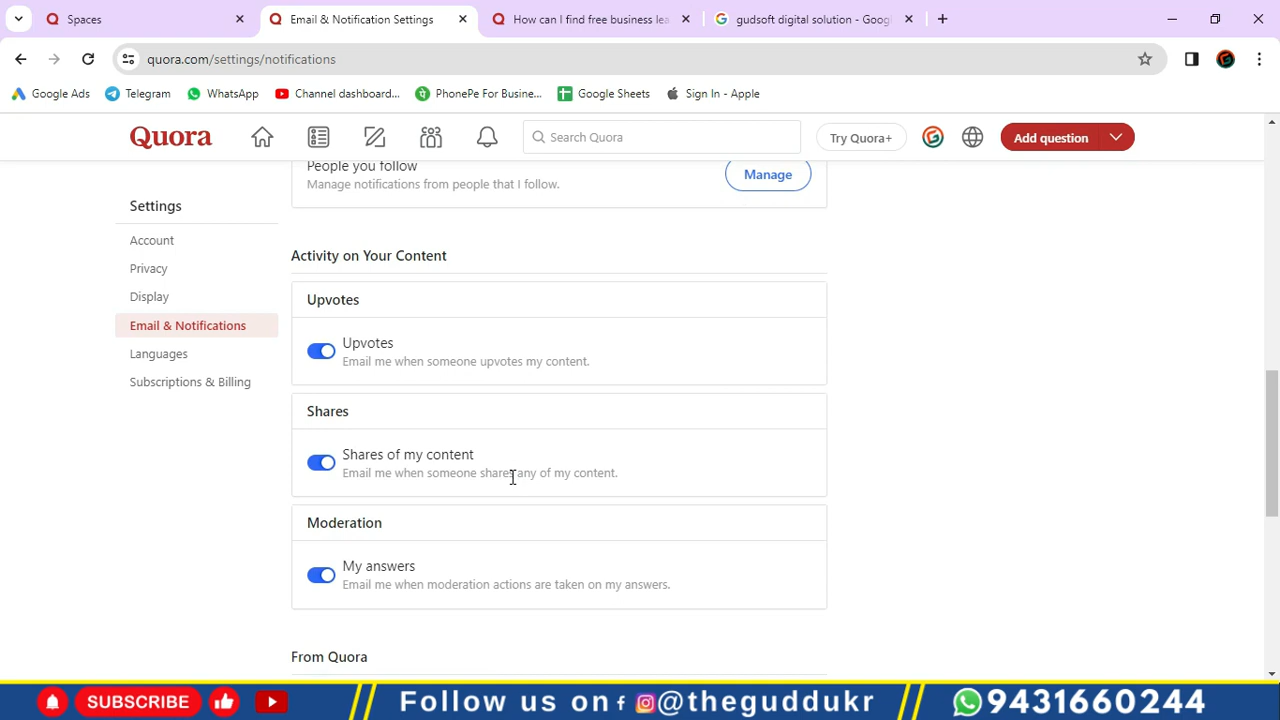 Spaces
Email & Notification Settings
How can I find free business lea
gudsoft digital solution - Goog
quora.com/settings/notifications
Google Ads
Telegram
WhatsApp
Channel dashboard...
PhonePe For Busine...
Google Sheets
Sign In - Apple
Quora
Search Quora
Try Quora+
Add question
People you follow
Manage notifications from people that I follow.
Manage
Settings
Account
Privacy
Display
Email & Notifications
Languages
Subscriptions & Billing
Activity on Your Content
Upvotes
Upvotes
Email me when someone upvotes my content.
Shares
Shares of my content
Email me when someone shares any of my content.
Moderation
My answers
Email me when moderation actions are taken on my answers.
From Quora
SUBSCRIBE
Follow us on f @theguddukr
9431660244